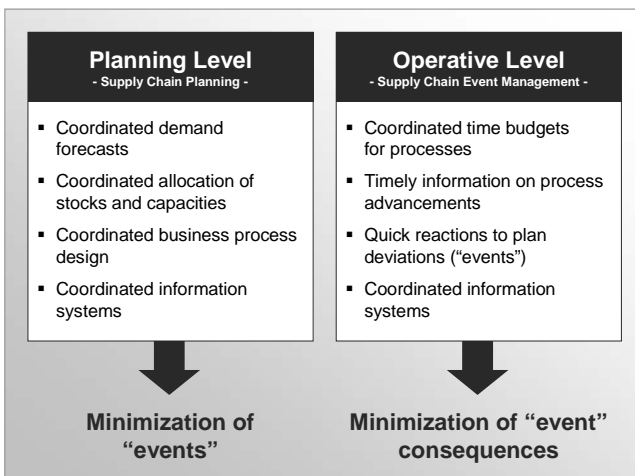 Planning Level
- Supply Chain Planning -
▪ Coordinated demand
forecasts
▪ Coordinated allocation of
stocks and capacities
▪ Coordinated business process
design
▪ Coordinated information
systems
Minimization of
“events”
Operative Level
- Supply Chain Event Management -
▪ Coordinated time budgets
for processes
▪ Timely information on process
advancements
▪ Quick reactions to plan
deviations (“events”)
▪ Coordinated information
systems
Minimization of “event”
consequences